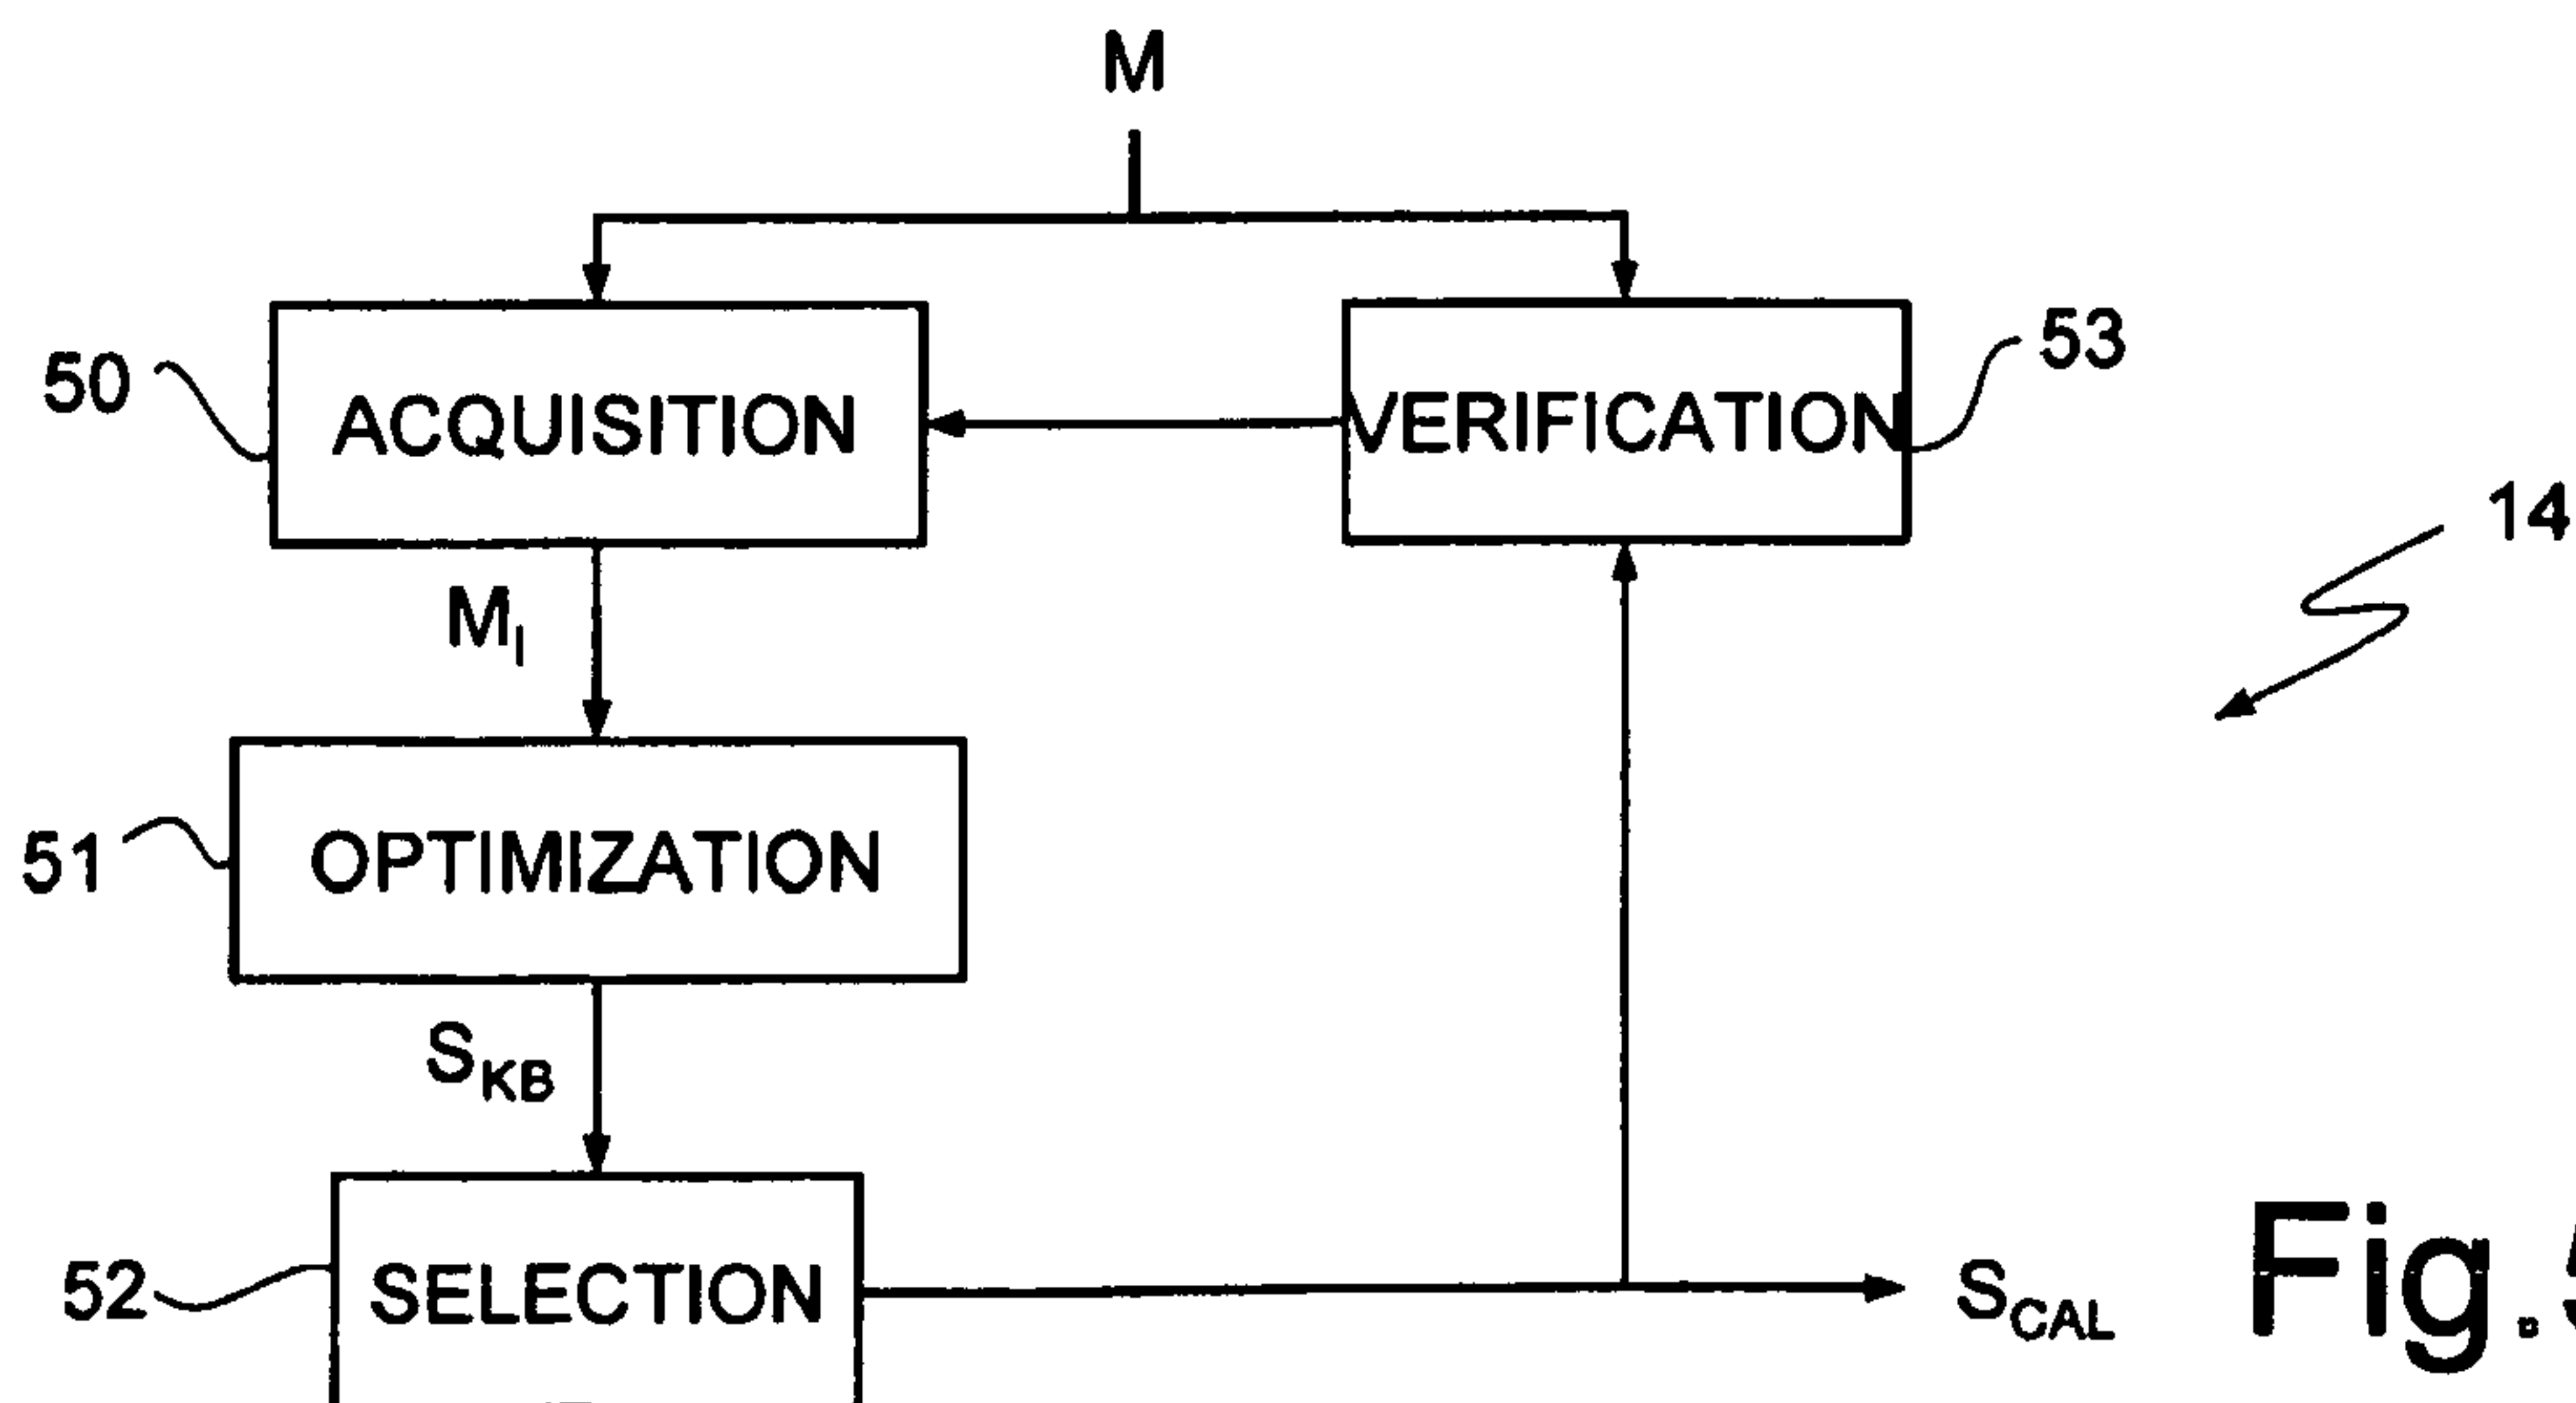 M
50
ACQUISITION
VERIFICATION
53
14
M_I
51
OPTIMIZATION
S_KB
52
SELECTION
S_CAL
Fig.